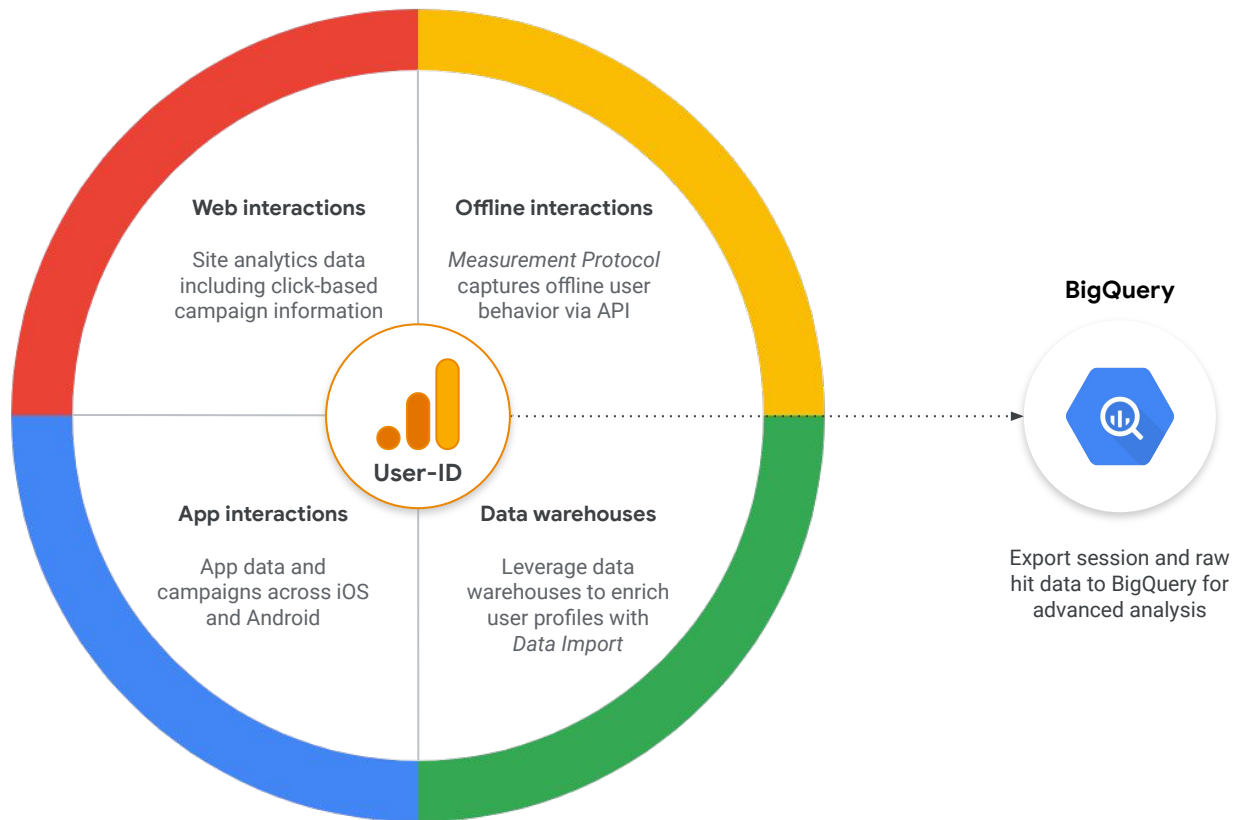 Web interactions
Site analytics data
including click-based
campaign information
Offline interactions
Measurement Protocol
captures offline user
behavior via API
User-ID
App interactions
App data and
campaigns across iOS
and Android
Data warehouses
Leverage data
warehouses to enrich
user profiles with
Data Import
BigQuery
Export session and raw
hit data to BigQuery for
advanced analysis